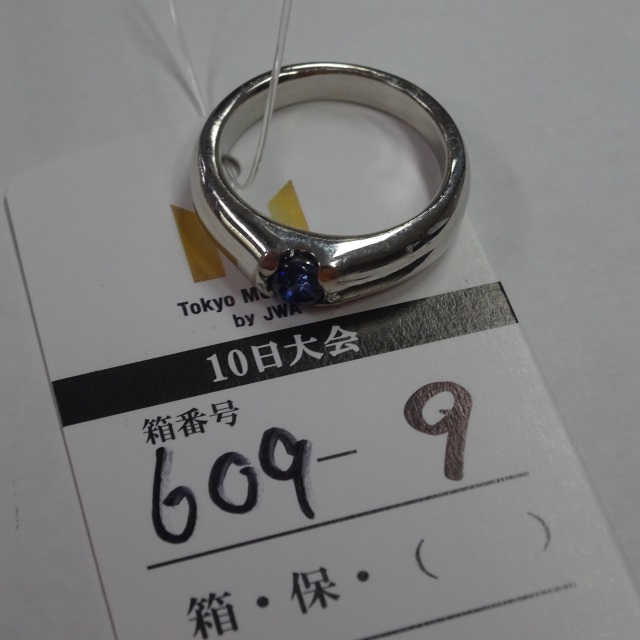 Tokyo M
by JWA
10日大会
箱番号
609- 9
箱・保・( )